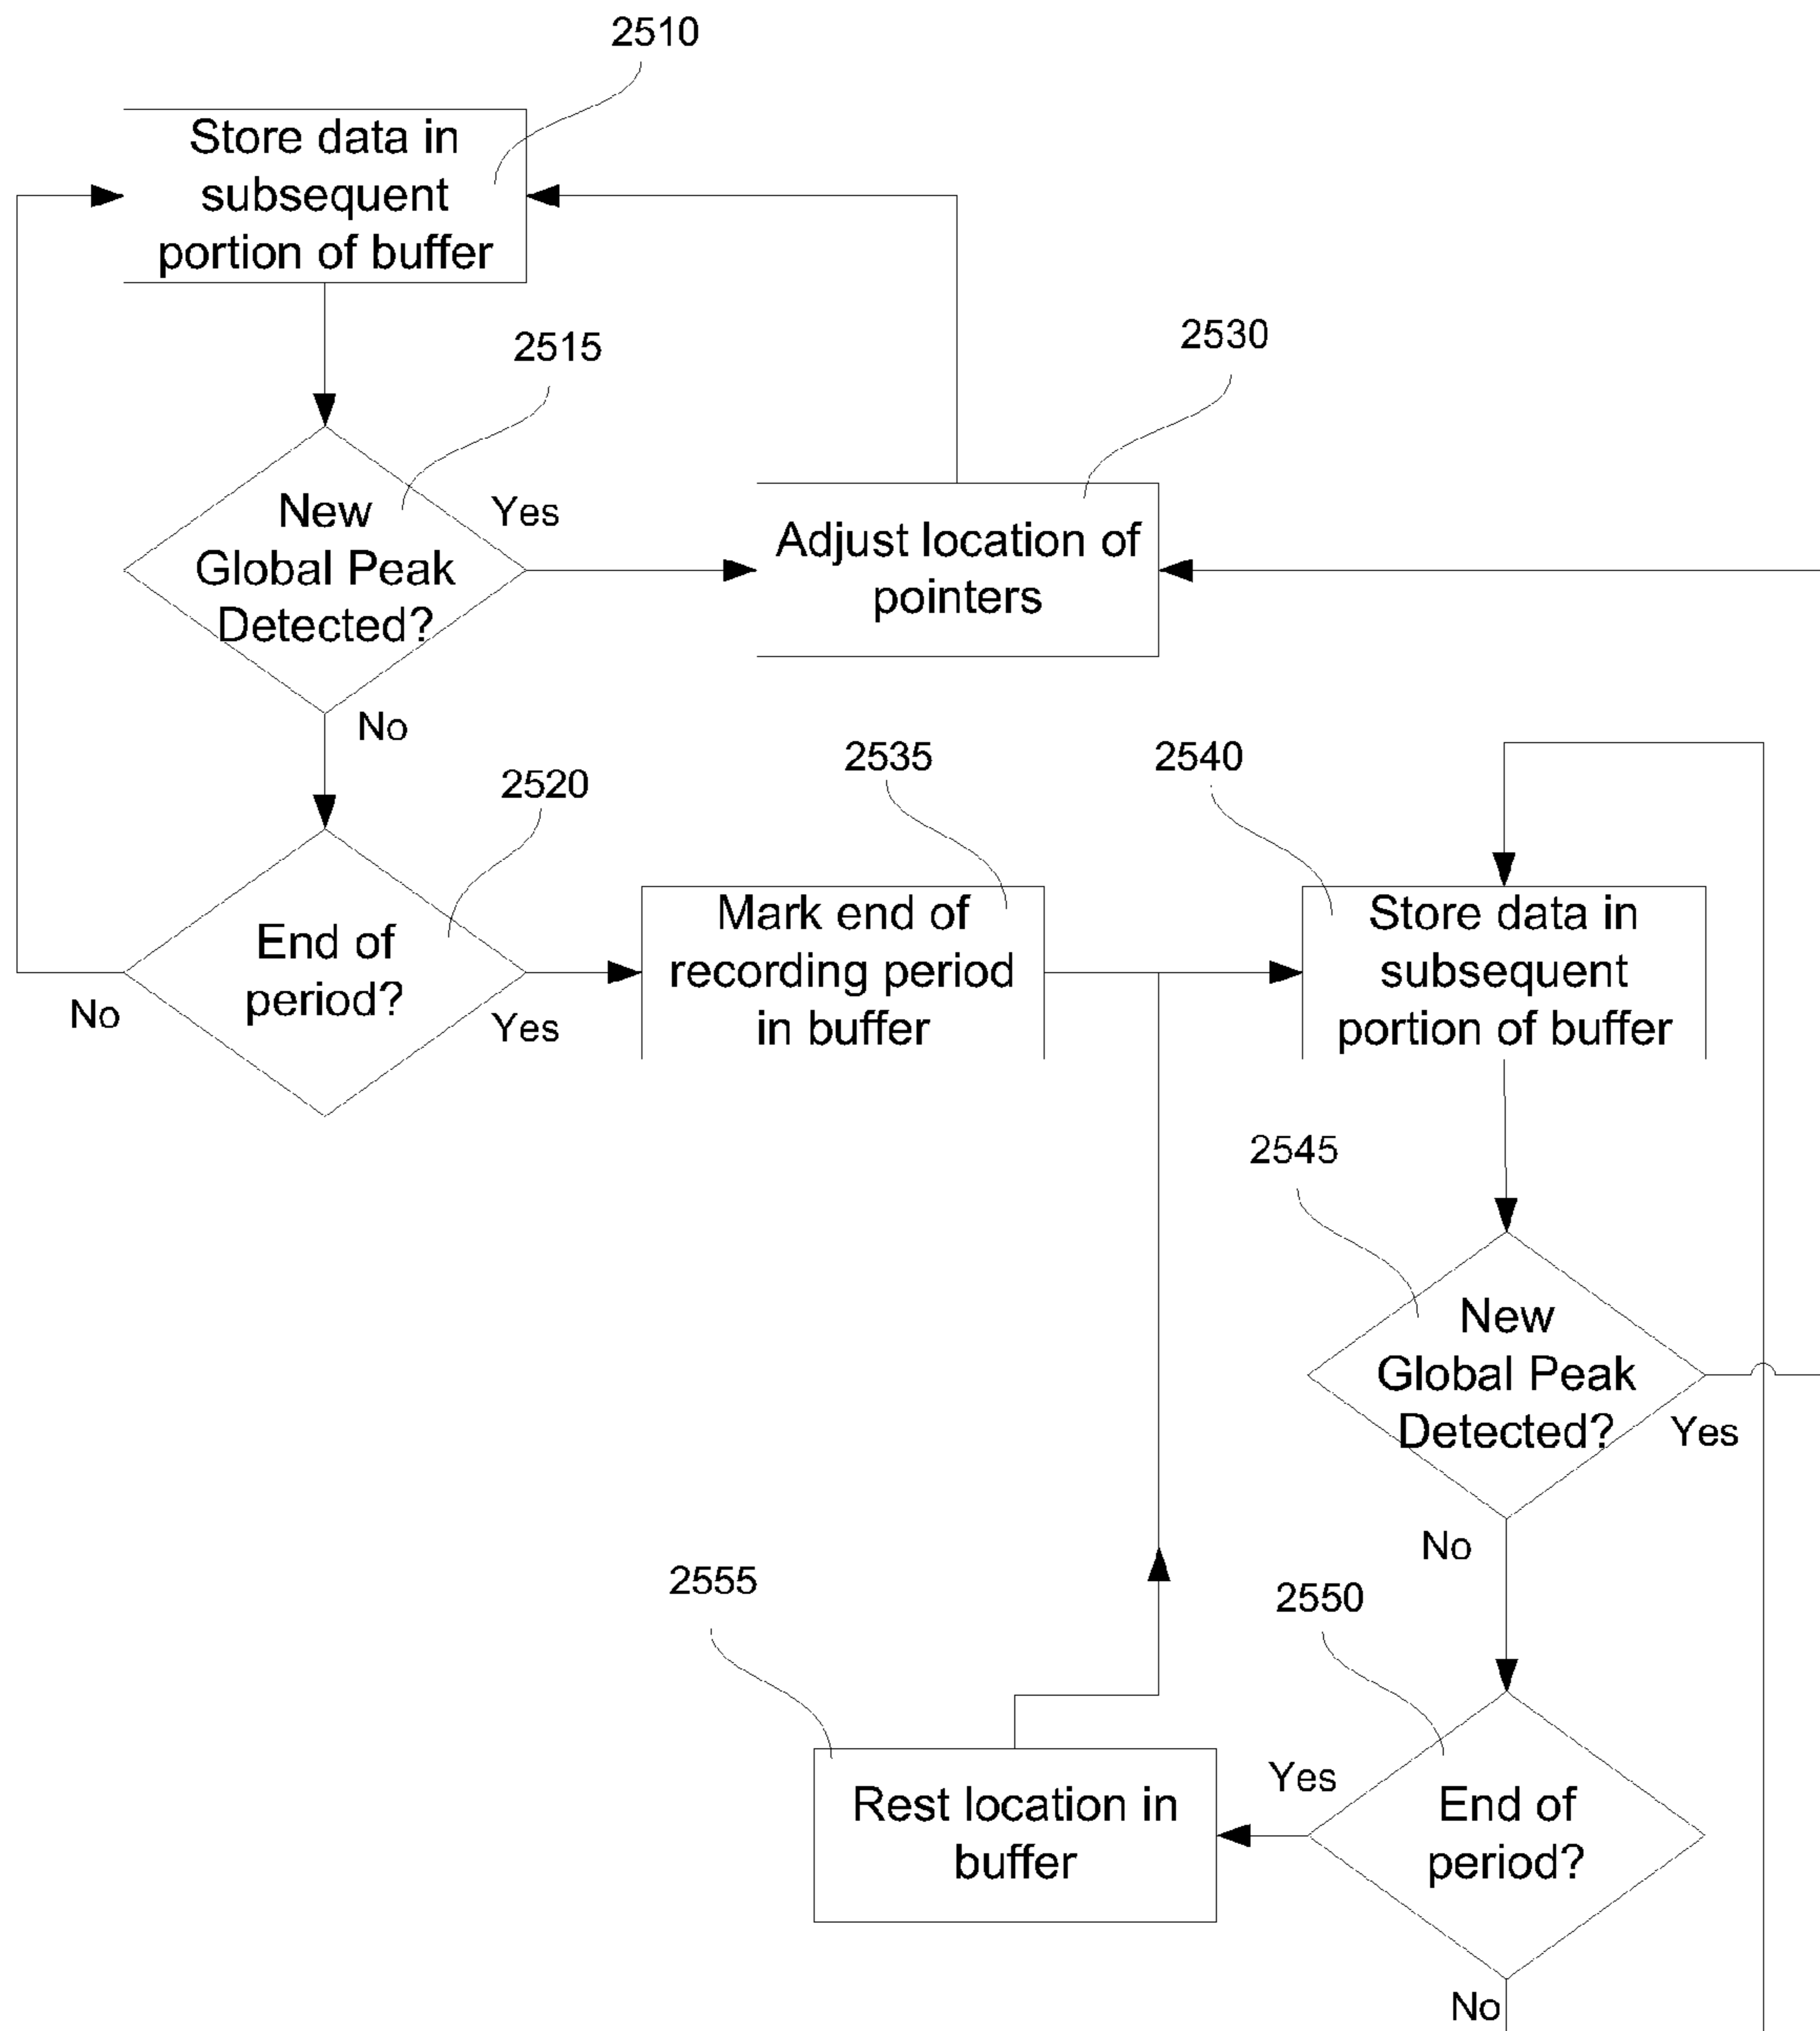 2510
Store data in
subsequent
portion of buffer
2515
2530
New
Global Peak
Detected?
Yes
Adjust location of
pointers
No
2520
2535
2540
End of
period?
No
Yes
Mark end of
recording period
in buffer
Store data in
subsequent
portion of buffer
2545
New
Global Peak
Detected?
Yes
No
2555
2550
Yes
Rest location in
buffer
End of
period?
No